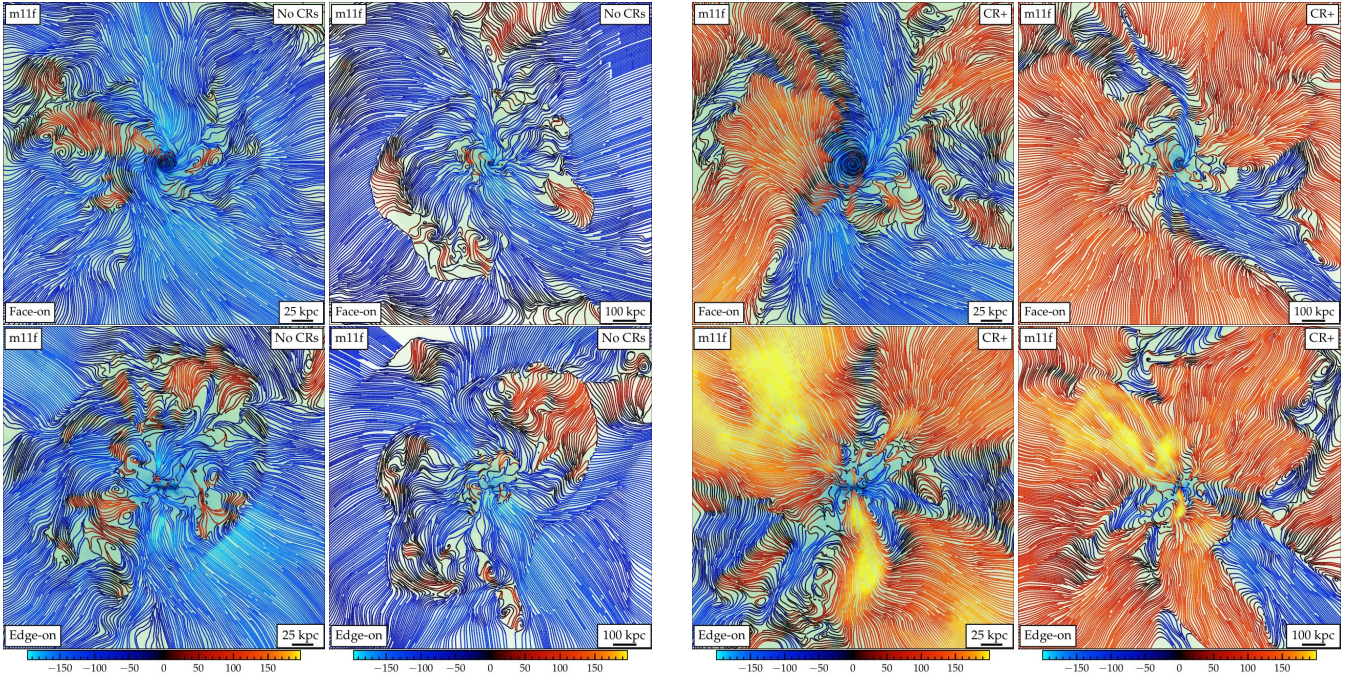 m11f No CRs m11f No CRs m11f CR+ m11f CR+
Face-on 25 kpc Face-on 100 kpc Face-on 25 kpc Face-on 100 kpc
m11f No CRs m11f No CRs m11f CR+ m11f CR+
Edge-on 25 kpc Edge-on 100 kpc Edge-on 25 kpc Edge-on 100 kpc
−150 −100 −50 0 50 100 150 −150 −100 −50 0 50 100 150 −150 −100 −50 0 50 100 150 −150 −100 −50 0 50 100 150